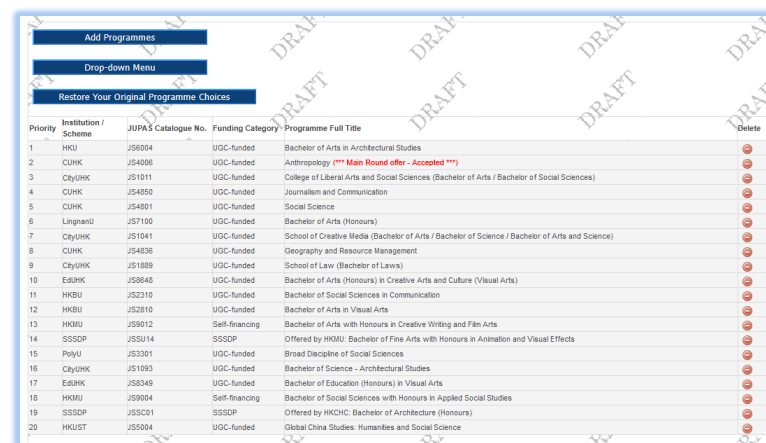 DRAFT DRAFT DRAFT DRAFT DRAFT
Add Programmes
Drop-down Menu
Restore Your Original Programme Choices
DRAFT DRAFT DRAFT DRAFT DRAFT
Priority Institution / Scheme JUPAS Catalogue No. Funding Category Programme Full Title Delete
1 HKU JS6004 UGC-funded Bachelor of Arts in Architectural Studies
2 CUHK JS4006 UGC-funded Anthropology (*** Main Round offer - Accepted ***)
3 CityUHK JS1011 UGC-funded College of Liberal Arts and Social Sciences (Bachelor of Arts / Bachelor of Social Sciences)
4 CUHK JS4850 UGC-funded Journalism and Communication
5 CUHK JS4801 UGC-funded Social Science
6 LingnanU JS7100 UGC-funded Bachelor of Arts (Honours)
7 CityUHK JS1041 UGC-funded School of Creative Media (Bachelor of Arts / Bachelor of Science / Bachelor of Arts and Science)
8 CUHK JS4836 UGC-funded Geography and Resource Management
9 CityUHK JS1889 UGC-funded School of Law (Bachelor of Laws)
10 EdUHK JS8648 UGC-funded Bachelor of Arts (Honours) in Creative Arts and Culture (Visual Arts)
11 HKBU JS2310 UGC-funded Bachelor of Social Sciences in Communication
12 HKBU JS2810 UGC-funded Bachelor of Arts in Visual Arts
13 HKMU JS9012 Self-financing Bachelor of Arts with Honours in Creative Writing and Film Arts
14 SSSDP JSSU14 SSSDP Offered by HKMU: Bachelor of Fine Arts with Honours in Animation and Visual Effects
15 PolyU JS3301 UGC-funded Broad Discipline of Social Sciences
16 CityUHK JS1093 UGC-funded Bachelor of Science - Architectural Studies
17 EdUHK JS8349 UGC-funded Bachelor of Education (Honours) in Visual Arts
18 HKMU JS9004 Self-financing Bachelor of Social Sciences with Honours in Applied Social Studies
19 SSSDP JSSC01 SSSDP Offered by HKCHC: Bachelor of Architecture (Honours)
20 HKUST JS5004 UGC-funded Global China Studies: Humanities and Social Science